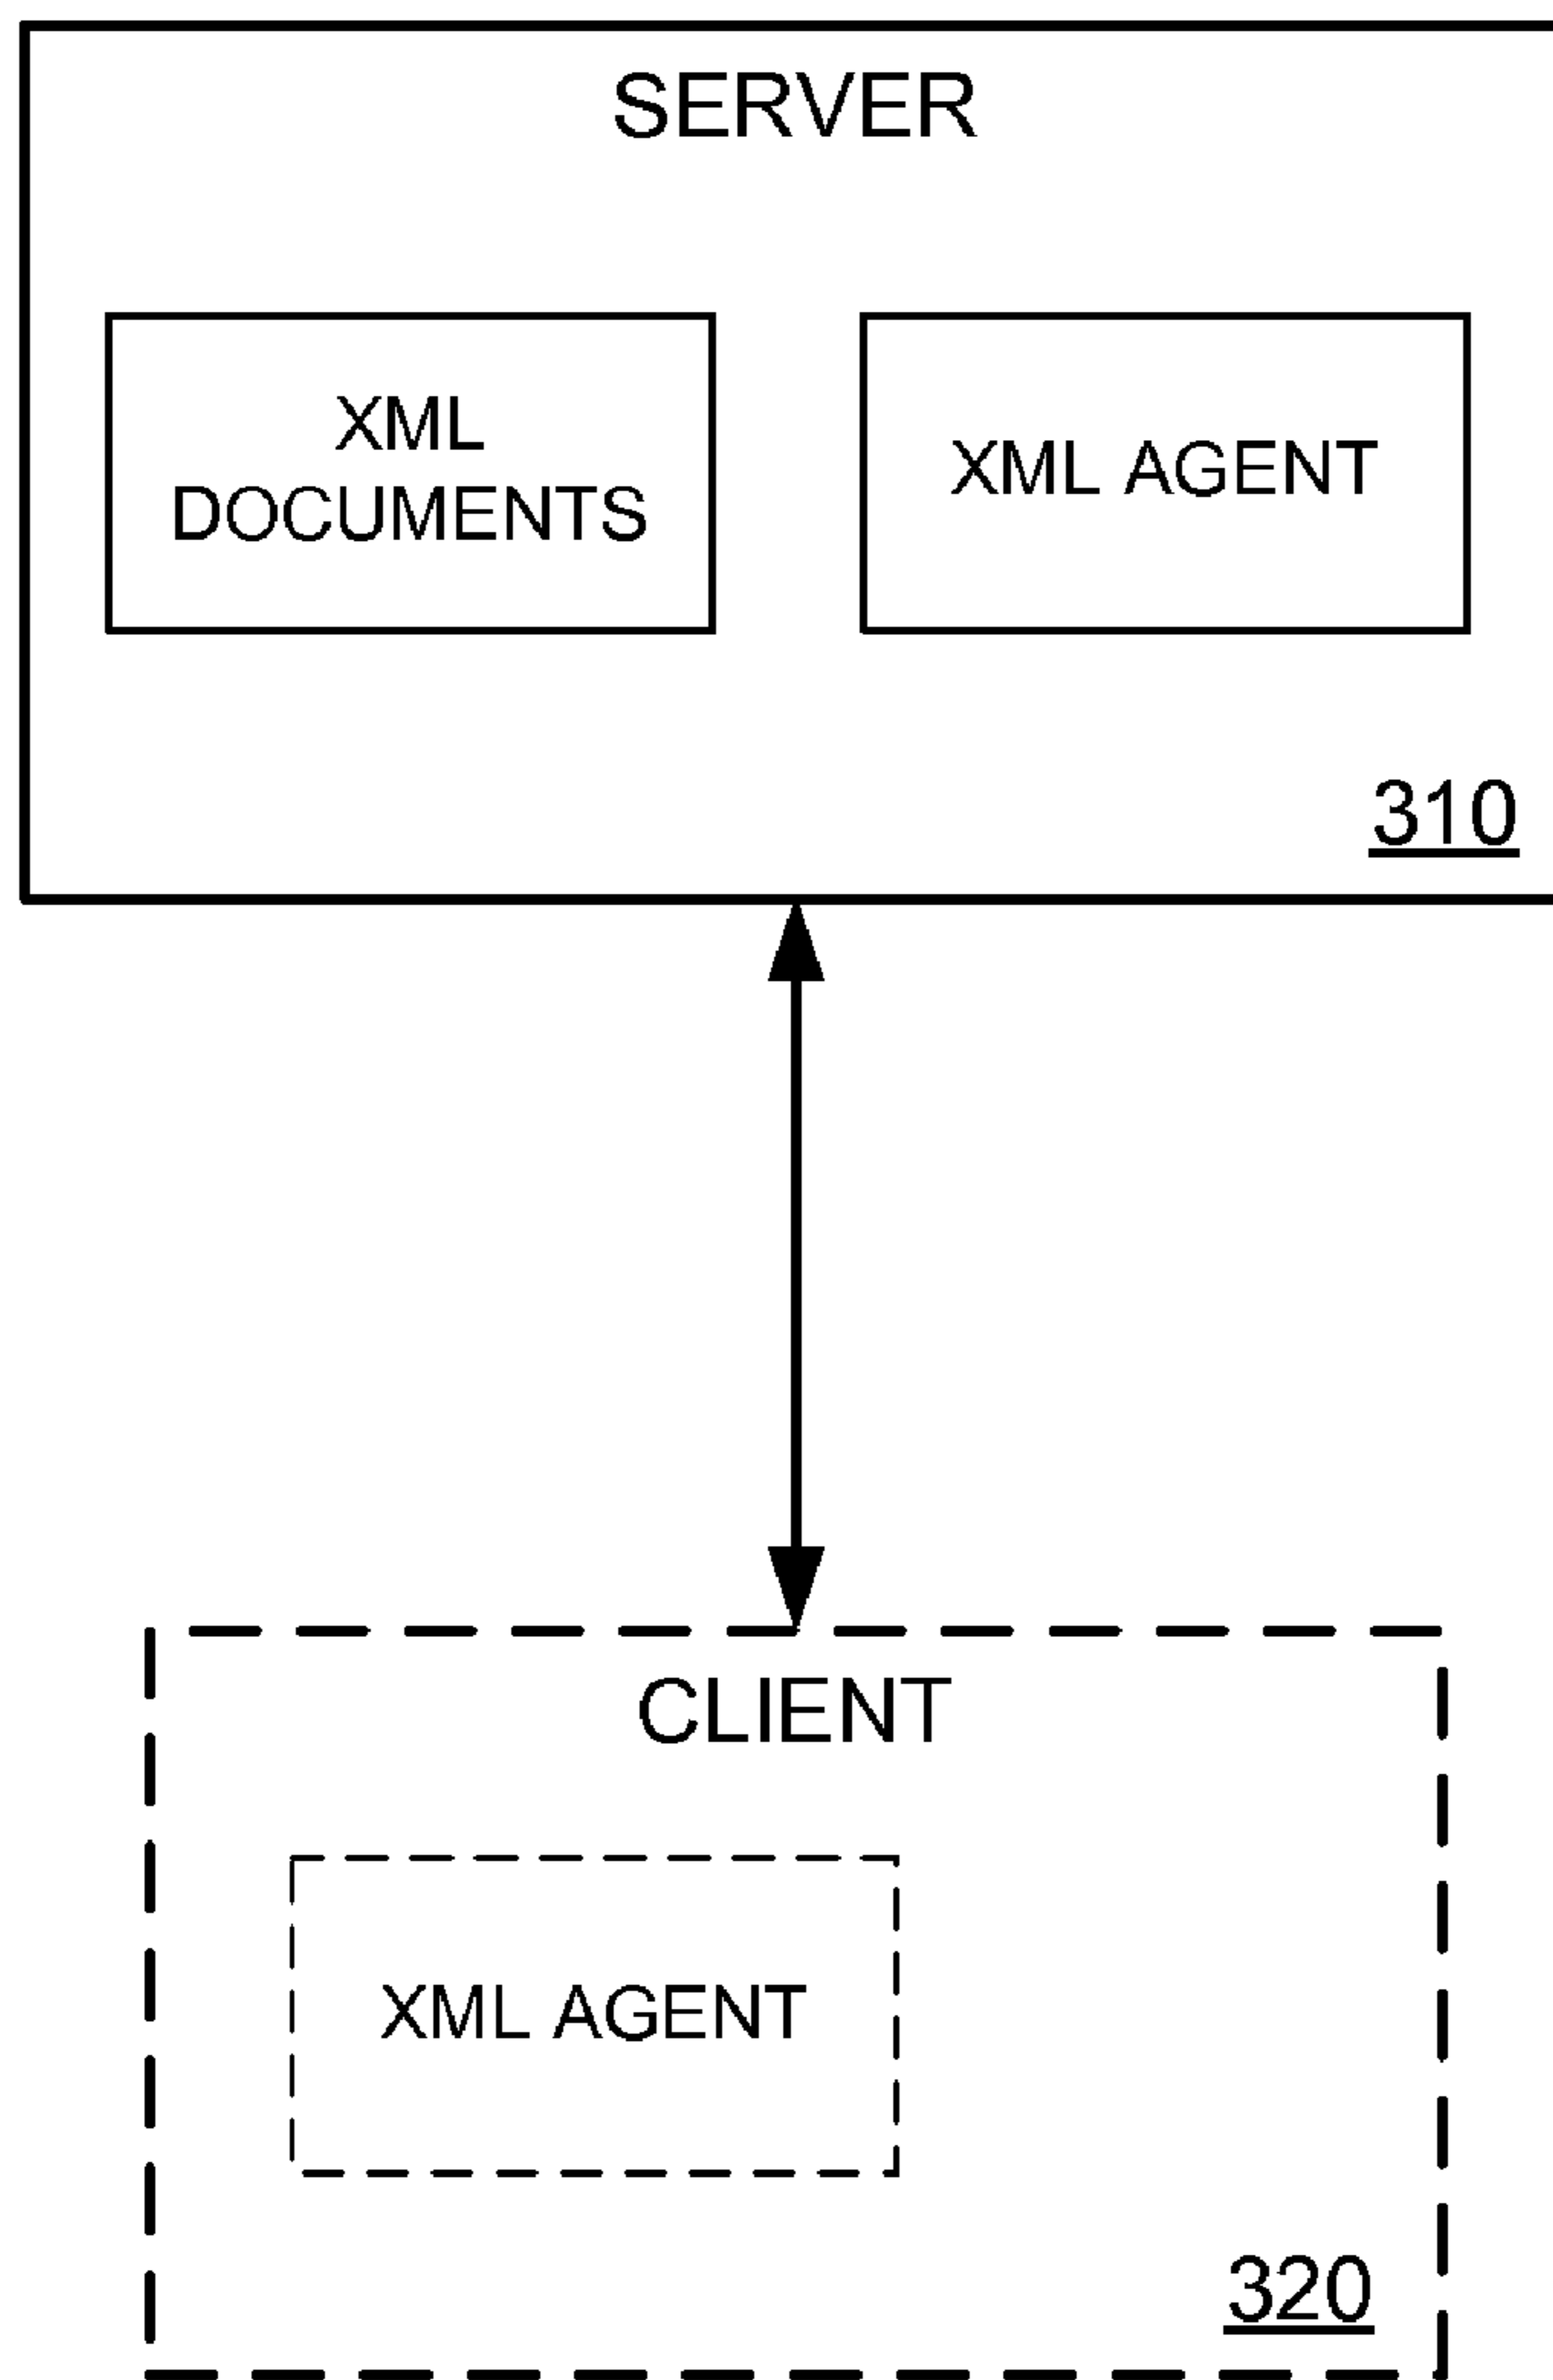 SERVER
XML
DOCUMENTS
XML AGENT
310
CLIENT
XML AGENT
320